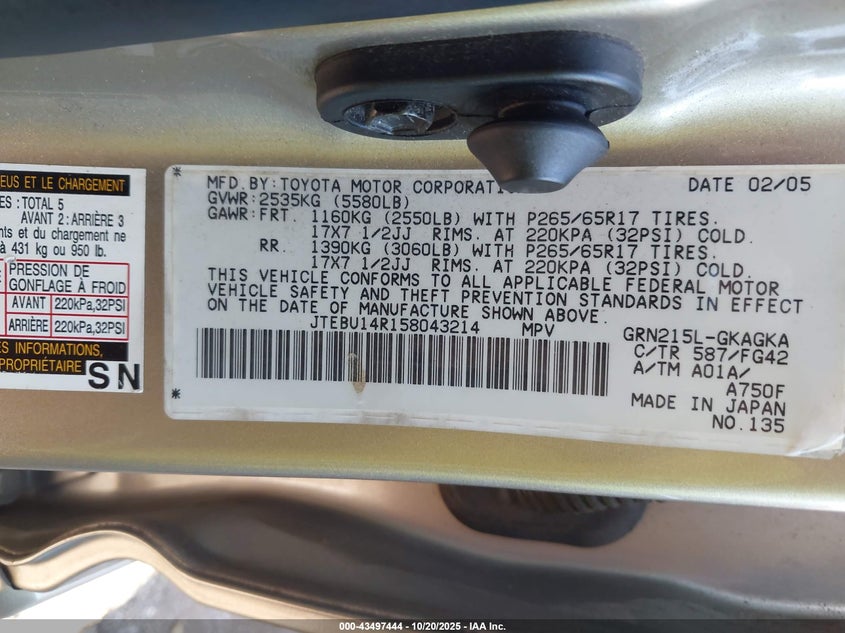 EUS ET LE CHARGEMENT
ES: TOTAL 5
AVANT 2: ARRIÈRE 3
nts et du chargement ne
à 431 kg ou 950 lb.
PRESSION DE
GONFLAGE À FROID
AVANT 220kPa,32PSI
ARRIÈRE 220kPa,32PSI
ES INFORMATIONS,
PROPRIÉTAIRE
SN
MFD.BY:TOYOTA MOTOR CORPORATI DATE 02/05
GVWR:2535KG (5580LB)
GAWR:FRT. 1160KG (2550LB) WITH P265/65R17 TIRES.
17X7 1/2JJ RIMS. AT 220KPA (32PSI) COLD.
RR. 1390KG (3060LB) WITH P265/65R17 TIRES.
17X7 1/2JJ RIMS. AT 220KPA (32PSI) COLD.
THIS VEHICLE CONFORMS TO ALL APPLICABLE FEDERAL MOTOR
VEHICLE SAFETY AND THEFT PREVENTION STANDARDS IN EFFECT
ON THE DATE OF MANUFACTURE SHOWN ABOVE.
JTEBU14R158043214 MPV GRN215L-GKAGKA
C/TR 587/FG42
A/TM A01A/
A750F
MADE IN JAPAN
NO.135
000-43497444 | 10/20/2025 - IAA Inc.